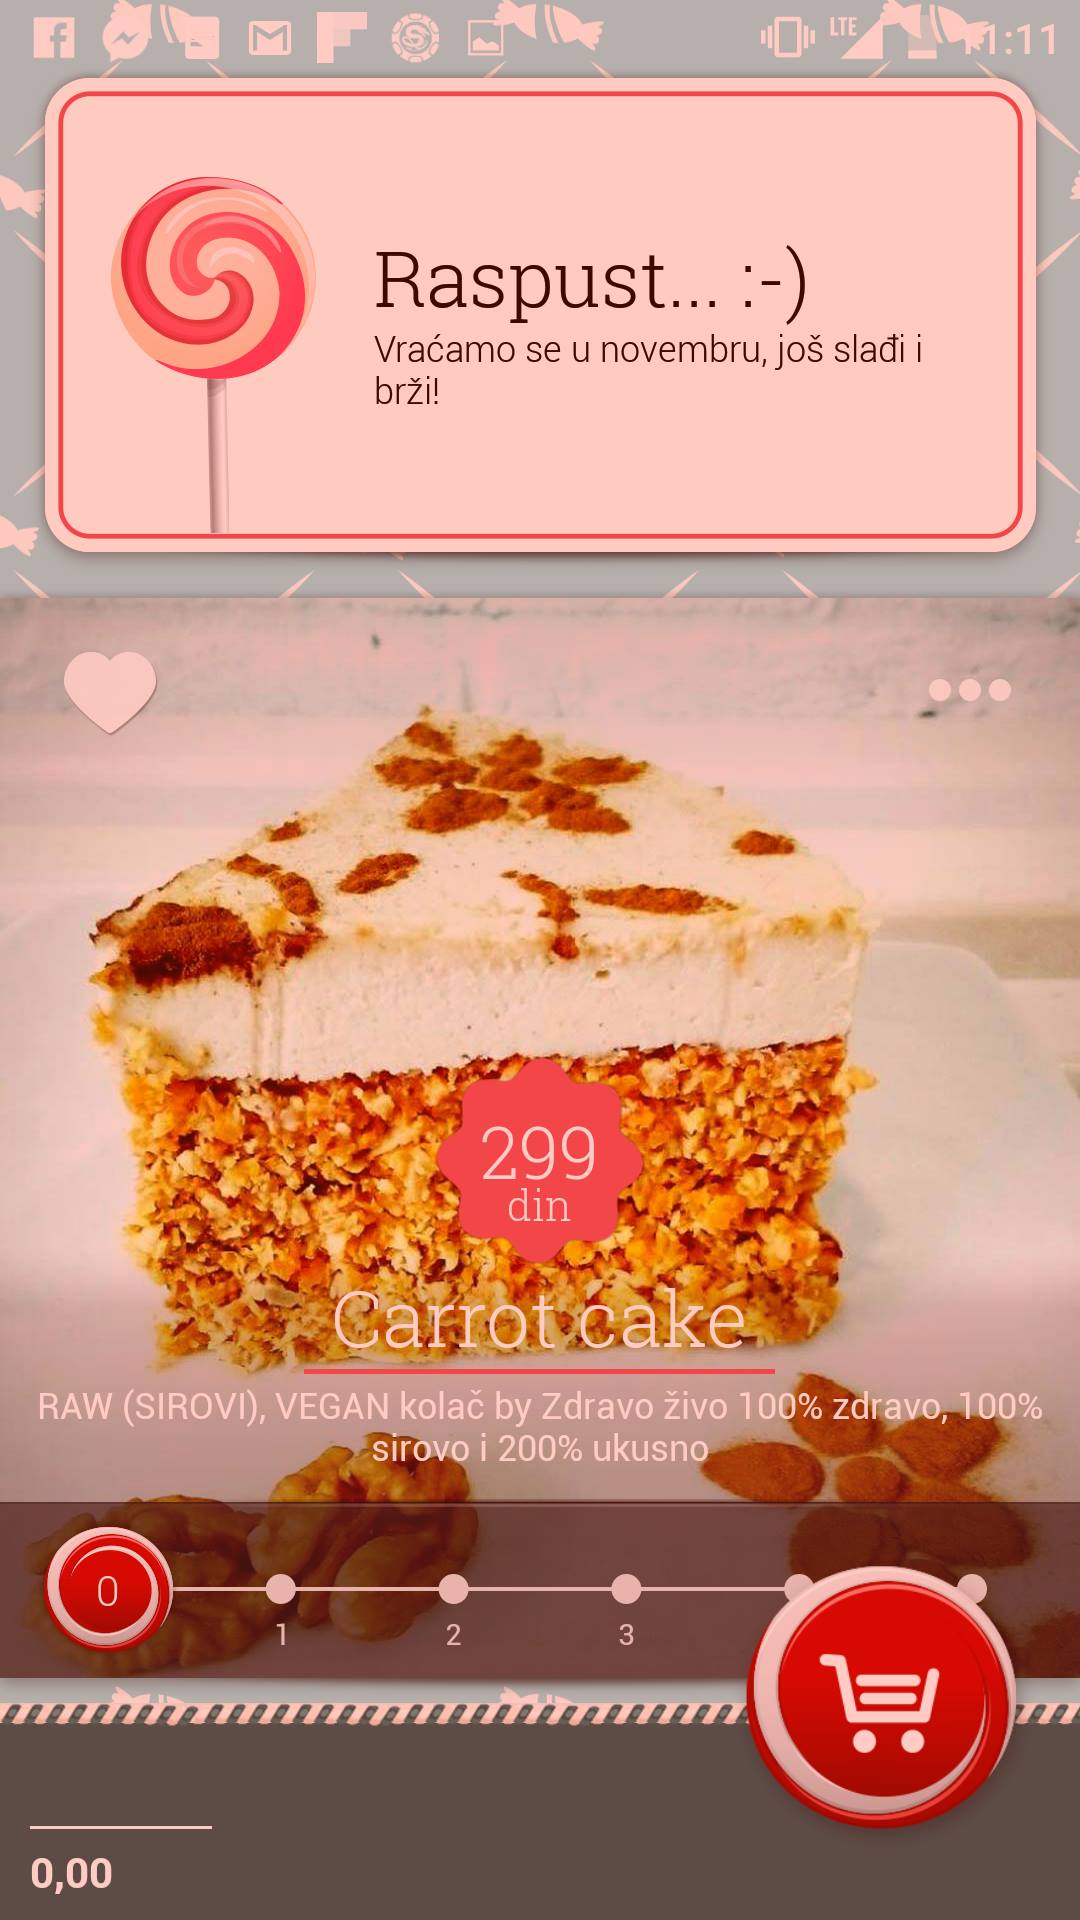 LTE 11:11
Raspust... :-)
Vraćamo se u novembru, još slađi i
brži!
299
din
Carrot cake
RAW (SIROVI), VEGAN kolač by Zdravo živo 100% zdravo, 100%
sirovo i 200% ukusno
0
1 2 3
0,00